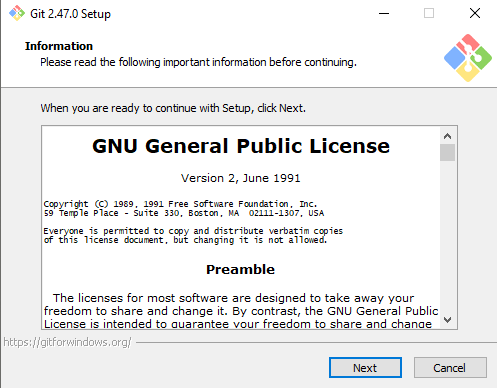 Git 2.47.0 Setup
Information
Please read the following important information before continuing.
When you are ready to continue with Setup, click Next.
GNU General Public License
Version 2, June 1991
Copyright (C) 1989, 1991 Free Software Foundation, Inc.
59 Temple Place - Suite 330, Boston, MA  02111-1307, USA
Everyone is permitted to copy and distribute verbatim copies
of this license document, but changing it is not allowed.
Preamble
The licenses for most software are designed to take away your
freedom to share and change it. By contrast, the GNU General Public
License is intended to guarantee your freedom to share and change
https://gitforwindows.org/
Next
Cancel